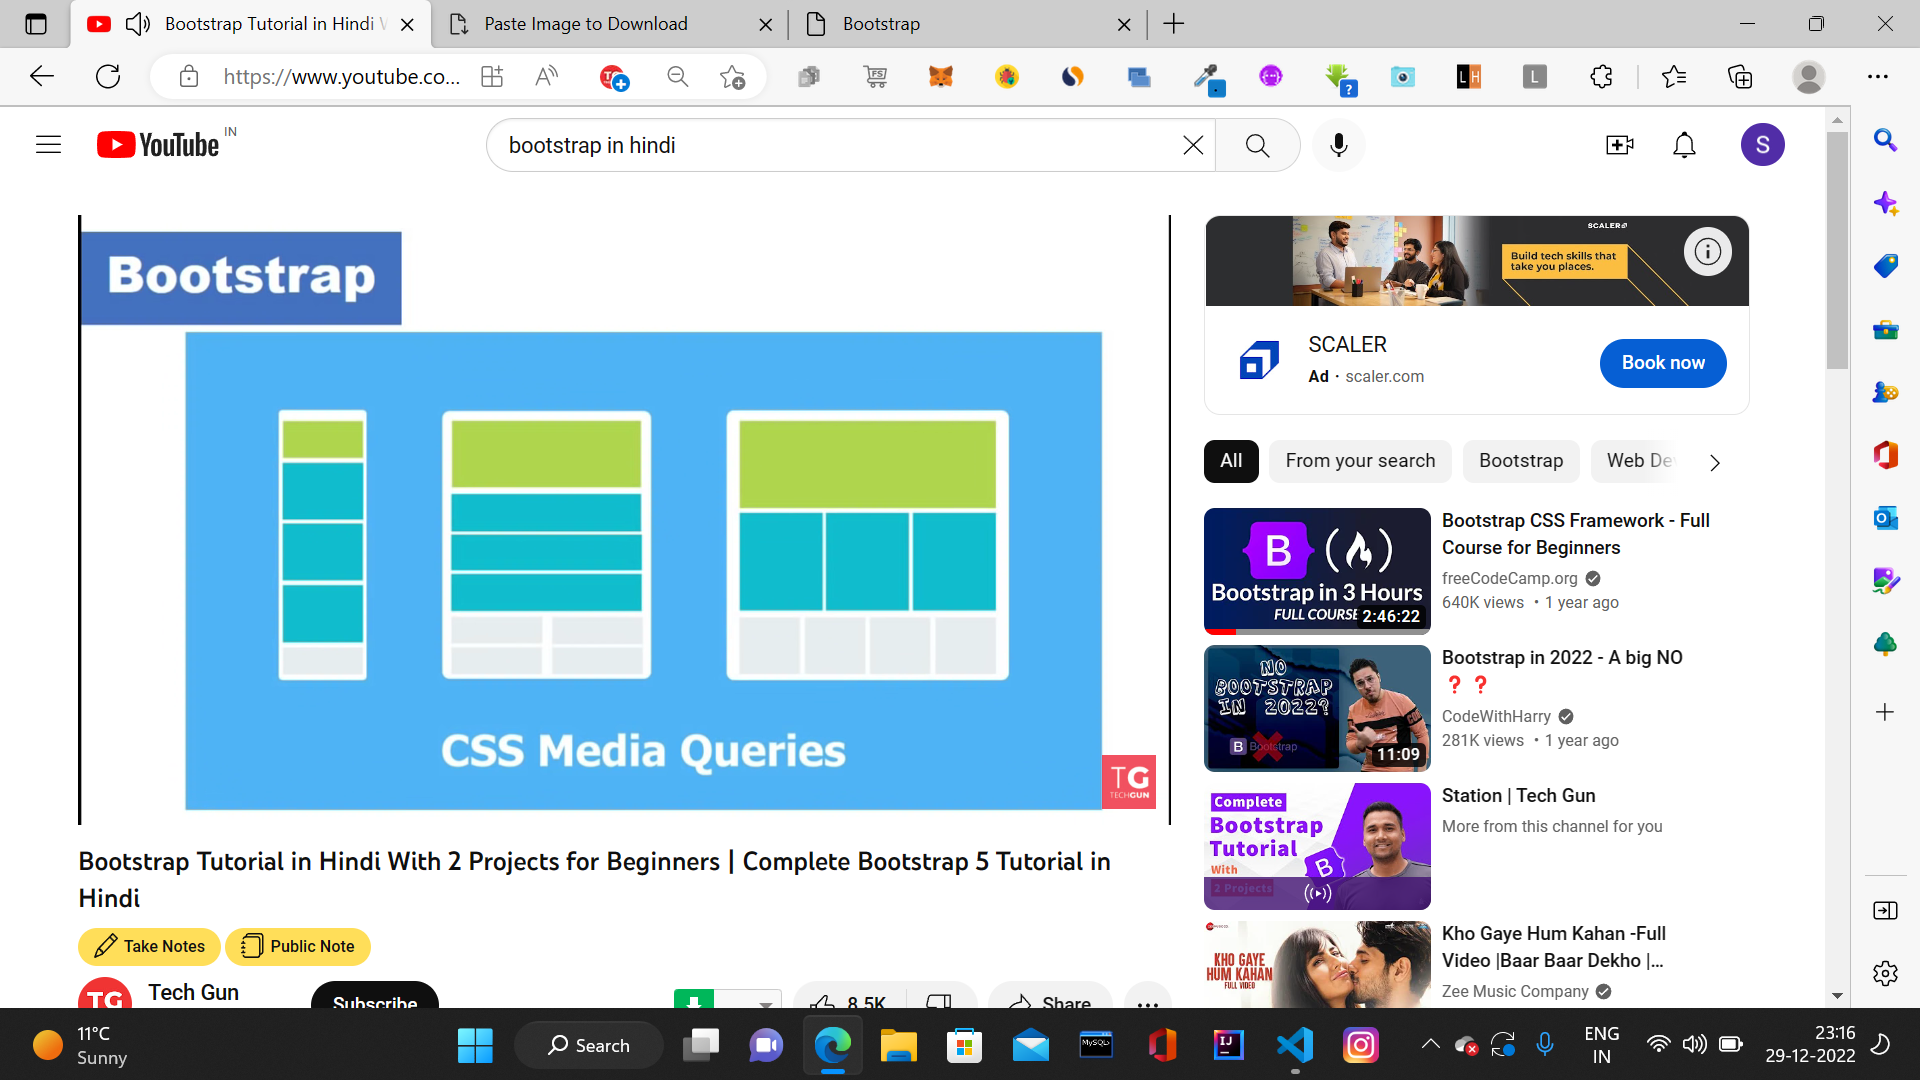 Bootstrap Tutorial in Hindi W
Paste Image to Download
Bootstrap
https://www.youtube.co...
YouTube IN
bootstrap in hindi
S
Bootstrap
CSS Media Queries
TG
TECHGUN
SCALER
Build tech skills that
take you places.
SCALER
Ad · scaler.com
Book now
All
From your search
Bootstrap
Web De
Bootstrap in 3 Hours
FULL COURSE
2:46:22
Bootstrap CSS Framework - Full
Course for Beginners
freeCodeCamp.org
640K views • 1 year ago
NO
BOOTSTRAP
IN 2022?
Bootstrap
11:09
Bootstrap in 2022 - A big NO
❓❓
CodeWithHarry
281K views • 1 year ago
Complete
Bootstrap
Tutorial
With
2 Projects
Station | Tech Gun
More from this channel for you
KHO GAYE
HUM KAHAN
FULL VIDEO
Kho Gaye Hum Kahan -Full
Video |Baar Baar Dekho |...
Zee Music Company
Bootstrap Tutorial in Hindi With 2 Projects for Beginners | Complete Bootstrap 5 Tutorial in
Hindi
Take Notes
Public Note
TG
Tech Gun
Subscribe
8.5K
Share
11°C
Sunny
Search
ENG
IN
23:16
29-12-2022